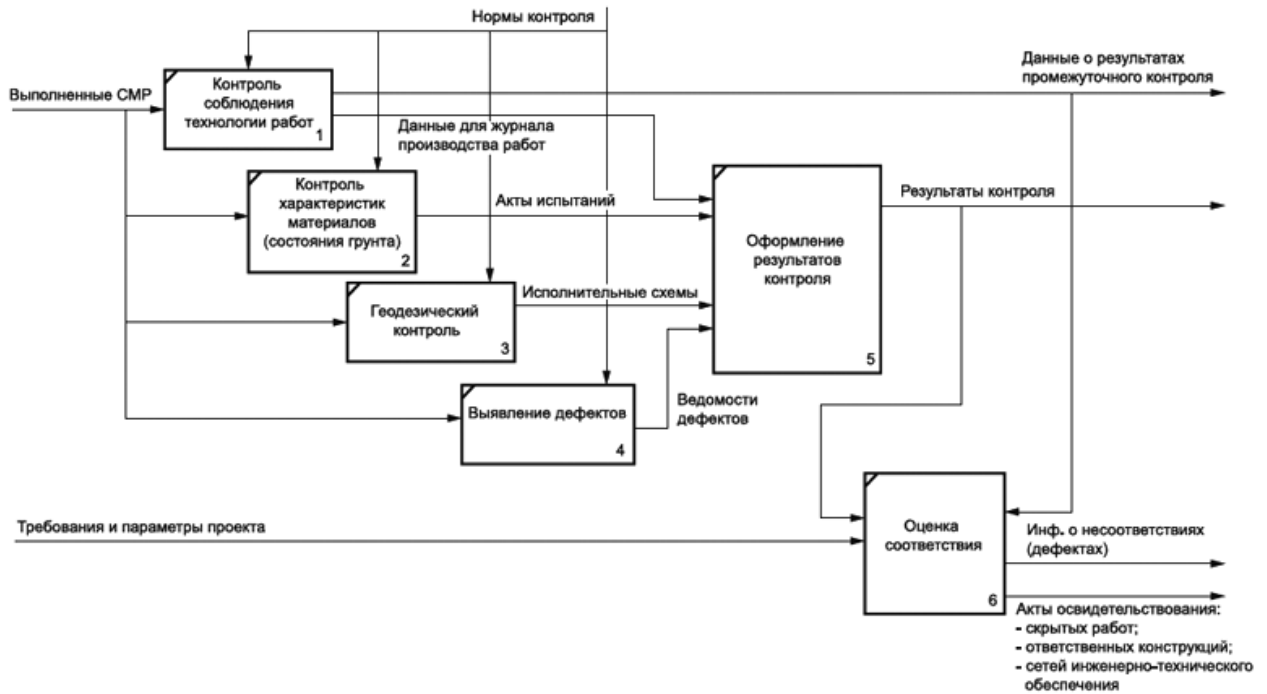 Нормы контроля
Данные о результатах
промежуточного контроля
Выполненные СМР
Контроль
соблюдения
технологии работ
1
Данные для журнала
производства работ
Контроль
характеристик
материалов
(состояния грунта)
2
Акты испытаний
Результаты контроля
Оформление
результатов
контроля
5
Исполнительные схемы
Геодезический
контроль
3
Выявление дефектов
4
Ведомости
дефектов
Требования и параметры проекта
Оценка
соответствия
6
Инф. о несоответствиях
(дефектах)
Акты освидетельствования:
- скрытых работ;
- ответственных конструкций;
- сетей инженерно-технического
обеспечения